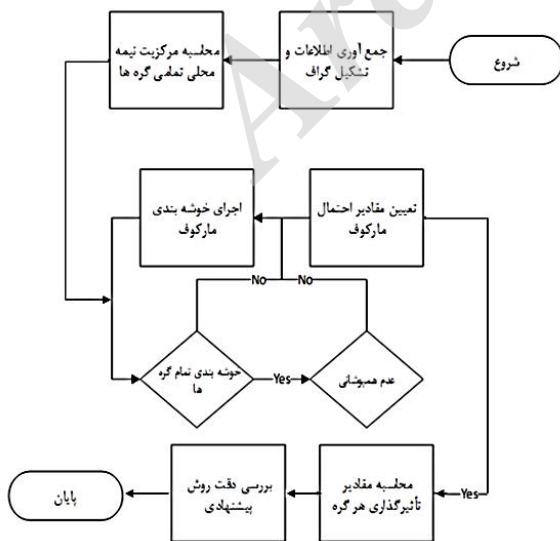 شروع
جمع آوری اطلاعات و
تشکیل گراف
محاسبه مرکزیت نیمه
محلی تمامی گره ها
تعیین مقادیر احتمال
مارکوف
اجرای خوشه بندی
مارکوف
No
No
خوشه بندی تمام گره
ها
Yes
عدم همپوشانی
Yes
محاسبه مقادیر
تأثیرگذاری هر گره
بررسی دقت روش
پیشنهادی
پایان